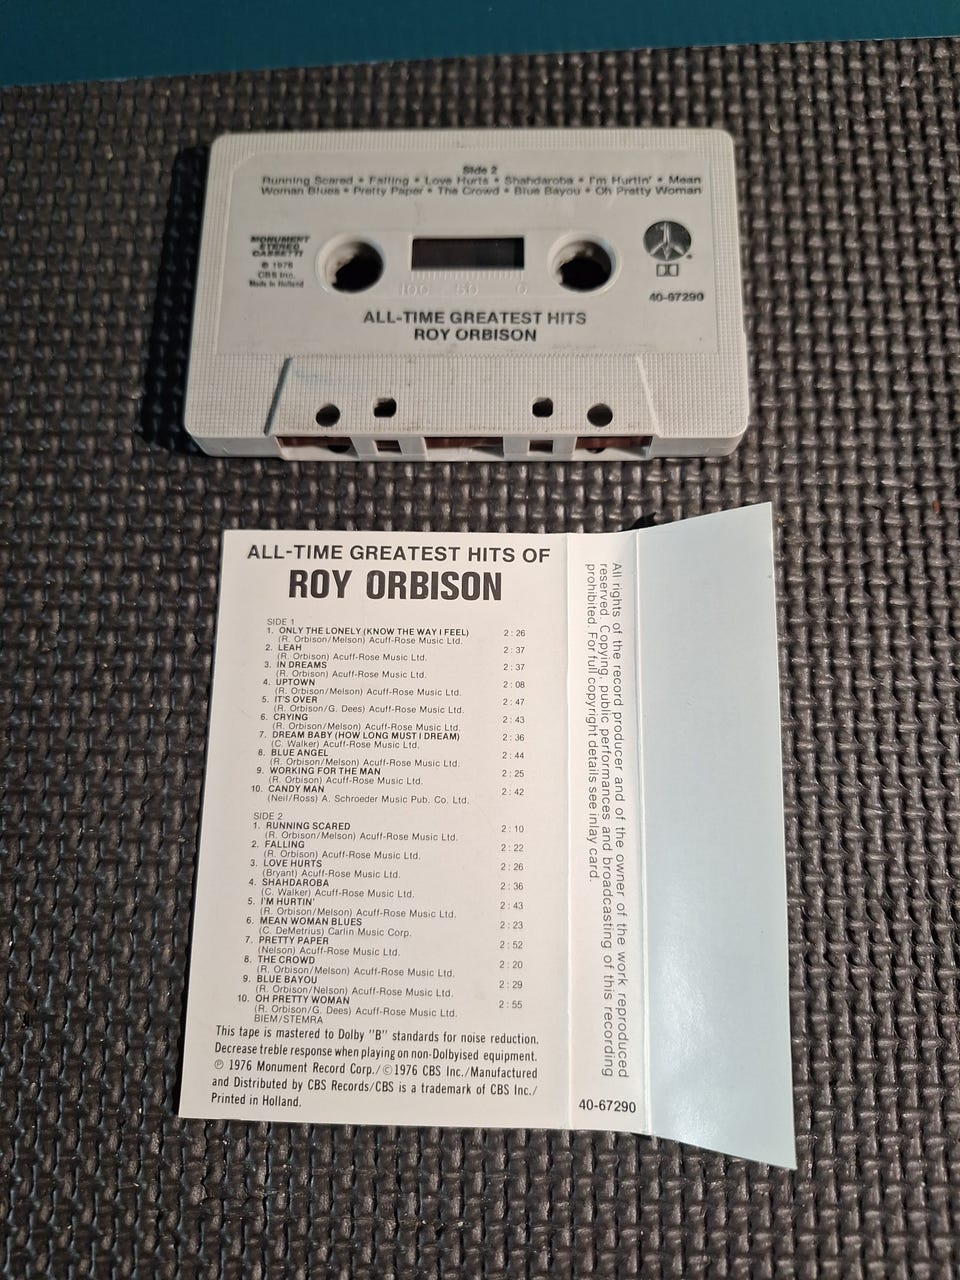 Side 2
Running Scared • Falling • Love Hurts • Shahdaroba • I'm Hurtin' • Mean
Woman Blues • Pretty Paper • The Crowd • Blue Bayou • Oh Pretty Woman
MONUMENT
STEREO
CASSETTE
℗ 1976
CBS Inc.
Made in Holland
40-67290
100 50 0
ALL-TIME GREATEST HITS
ROY ORBISON
ALL-TIME GREATEST HITS OF
ROY ORBISON
SIDE 1
1. ONLY THE LONELY (KNOW THE WAY I FEEL) 2:26
(R. Orbison/Melson) Acuff-Rose Music Ltd.
2. LEAH 2:37
(R. Orbison) Acuff-Rose Music Ltd.
3. IN DREAMS 2:37
(R. Orbison) Acuff-Rose Music Ltd.
4. UPTOWN 2:08
(R. Orbison/Melson) Acuff-Rose Music Ltd.
5. IT'S OVER 2:47
(R. Orbison/G. Dees) Acuff-Rose Music Ltd.
6. CRYING 2:43
(R. Orbison/Melson) Acuff-Rose Music Ltd.
7. DREAM BABY (HOW LONG MUST I DREAM) 2:36
(C. Walker) Acuff-Rose Music Ltd.
8. BLUE ANGEL 2:44
(R. Orbison/Melson) Acuff-Rose Music Ltd.
9. WORKING FOR THE MAN 2:25
(R. Orbison) Acuff-Rose Music Ltd.
10. CANDY MAN 2:42
(Neil/Ross) A. Schroeder Music Pub. Co. Ltd.
SIDE 2
1. RUNNING SCARED 2:10
(R. Orbison/Melson) Acuff-Rose Music Ltd.
2. FALLING 2:22
(R. Orbison) Acuff-Rose Music Ltd.
3. LOVE HURTS 2:26
(Bryant) Acuff-Rose Music Ltd.
4. SHAHDAROBA 2:36
(C. Walker) Acuff-Rose Music Ltd.
5. I'M HURTIN' 2:43
(R. Orbison/Melson) Acuff-Rose Music Ltd.
6. MEAN WOMAN BLUES 2:23
(C. DeMetrius) Carlin Music Corp.
7. PRETTY PAPER 2:52
(Nelson) Acuff-Rose Music Ltd.
8. THE CROWD 2:20
(R. Orbison/Melson) Acuff-Rose Music Ltd.
9. BLUE BAYOU 2:29
(R. Orbison/Nelson) Acuff-Rose Music Ltd.
10. OH PRETTY WOMAN 2:55
(R. Orbison/G. Dees) Acuff-Rose Music Ltd.
BIEM/STEMRA
This tape is mastered to Dolby "B" standards for noise reduction.
Decrease treble response when playing on non-Dolbyised equipment.
℗ 1976 Monument Record Corp./© 1976 CBS Inc./Manufactured
and Distributed by CBS Records/CBS is a trademark of CBS Inc./
Printed in Holland.
All rights of the record producer and of the owner of the work reproduced
reserved. Copying, public performances and broadcasting of this recording
prohibited. For full copyright details see inlay card.
40-67290